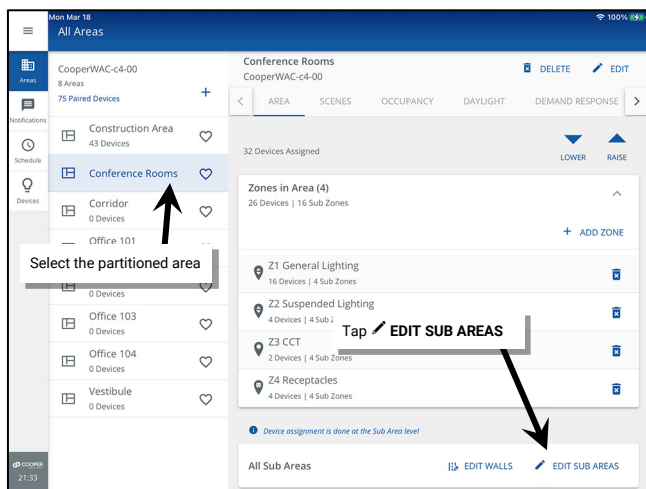 Mon Mar 18
100%
All Areas
Areas
Notifications
Schedule
Devices
COOPER
21:33
CooperWAC-c4-00
8 Areas
75 Paired Devices
+
Construction Area
43 Devices
Conference Rooms
Corridor
0 Devices
Office 101
Select the partitioned area
0 Devices
Office 103
0 Devices
Office 104
0 Devices
Vestibule
0 Devices
Conference Rooms
CooperWAC-c4-00
DELETE
EDIT
AREA
SCENES
OCCUPANCY
DAYLIGHT
DEMAND RESPONSE
32 Devices Assigned
LOWER
RAISE
Zones in Area (4)
26 Devices | 16 Sub Zones
+ ADD ZONE
Z1 General Lighting
16 Devices | 4 Sub Zones
Z2 Suspended Lighting
4 Devices | 4 Sub
Tap EDIT SUB AREAS
Z3 CCT
2 Devices | 4 Sub Zones
Z4 Receptacles
4 Devices | 4 Sub Zones
Device assignment is done at the Sub Area level
All Sub Areas
EDIT WALLS
EDIT SUB AREAS